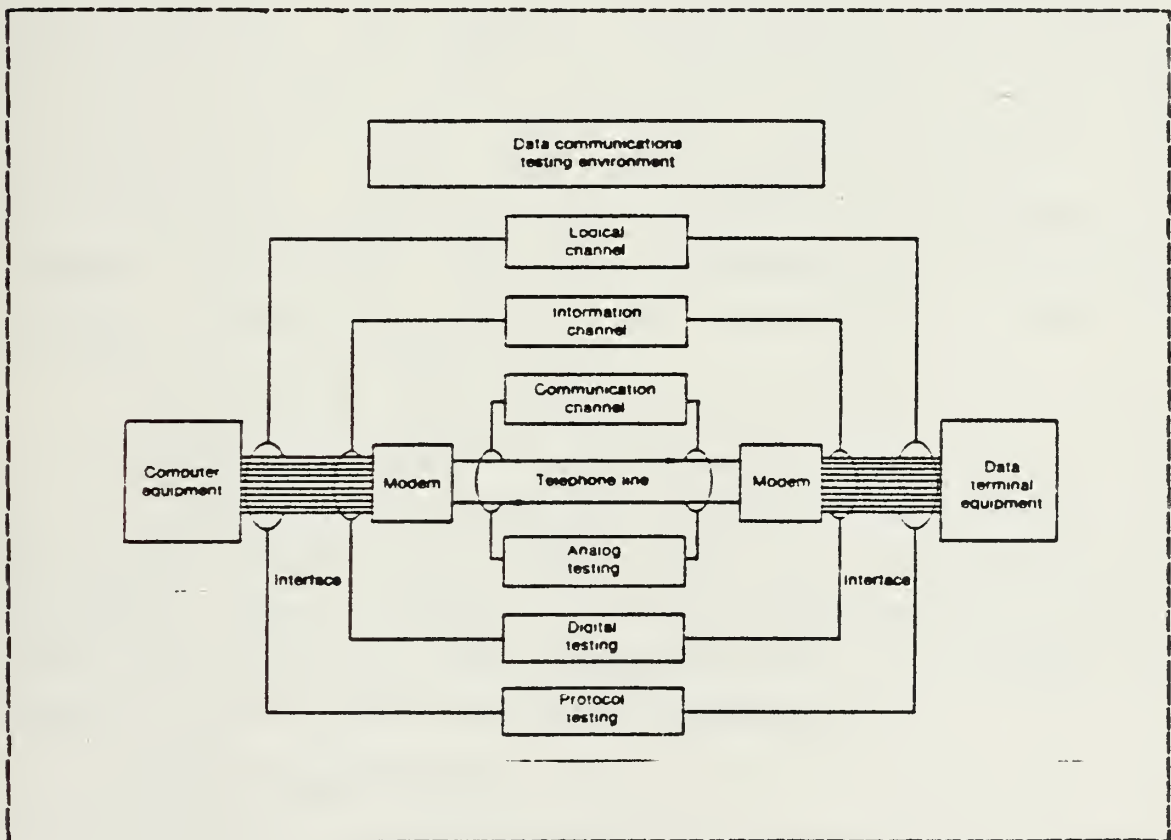 Data communications
testing environment
Logical
channel
Information
channel
Communication
channel
Computer
equipment
Modem
Telephone line
Modem
Data
terminal
equipment
Analog
testing
Interface
Interface
Digital
testing
Protocol
testing